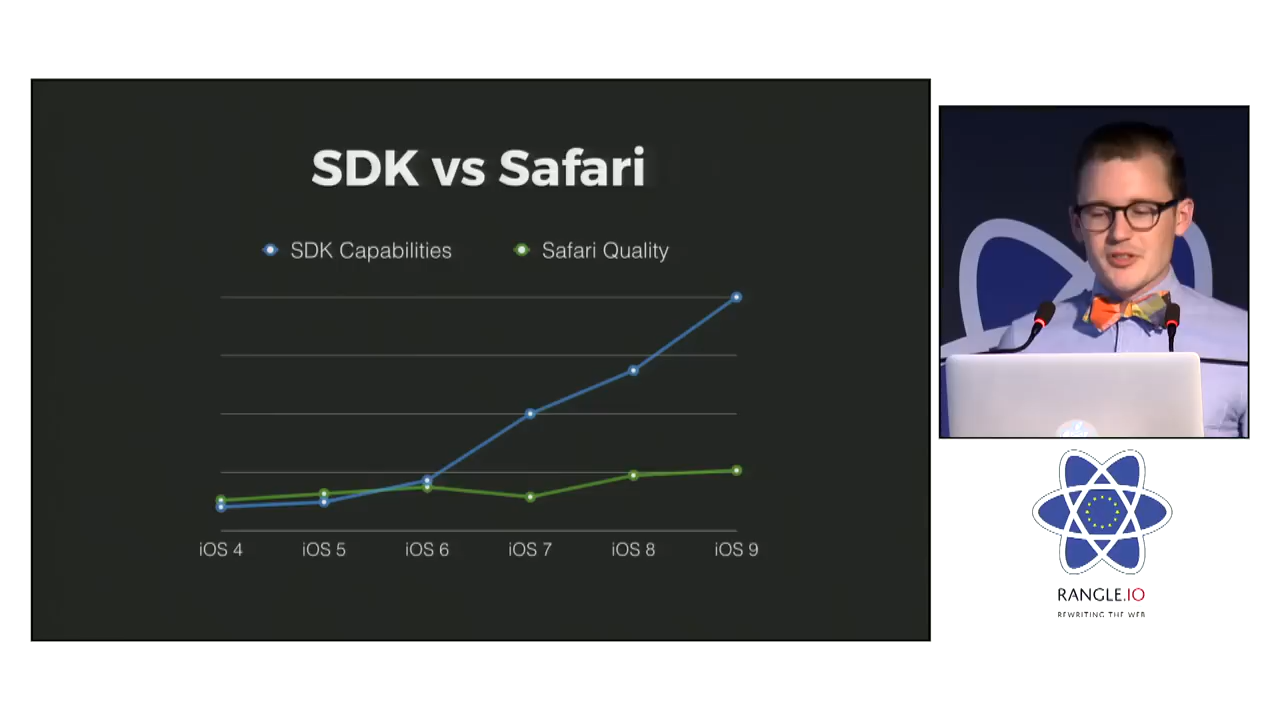 SDK vs Safari
SDK Capabilities
Safari Quality
iOS 4
iOS 5
iOS 6
iOS 7
iOS 8
iOS 9
RANGLE.IO
REWRITING THE WEB